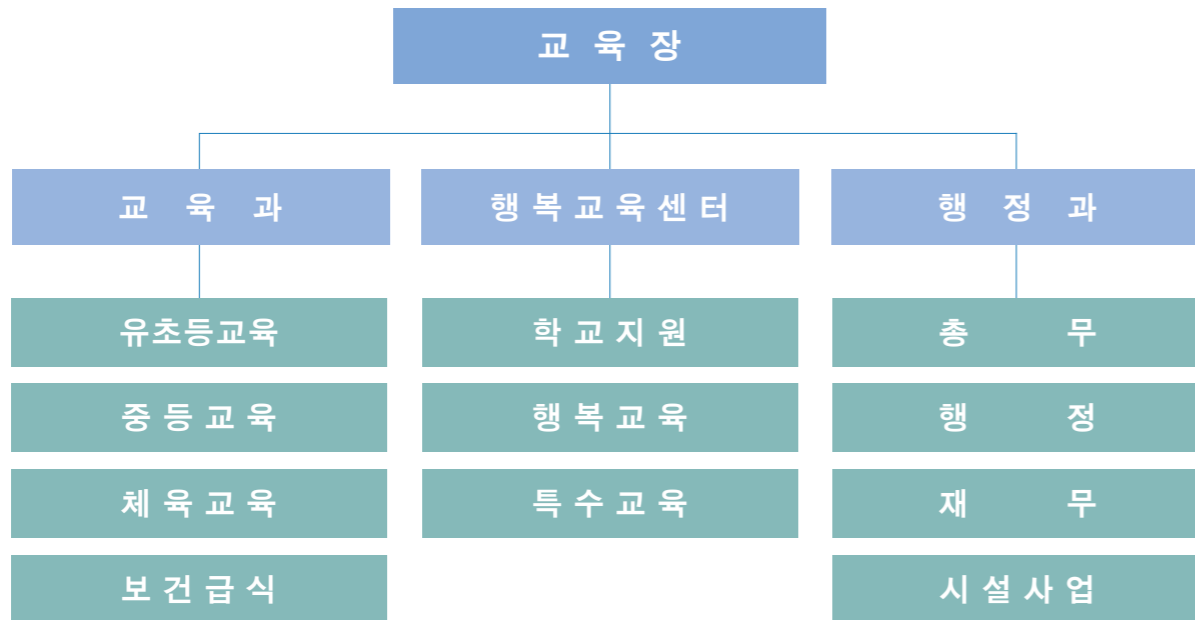 교 육 장
교 육 과
행 복 교 육 센 터
행 정 과
유초등교육
학 교 지 원
총 무
중 등 교 육
행 복 교 육
행 정
체 육 교 육
특 수 교 육
재 무
보 건 급 식
시 설 사 업